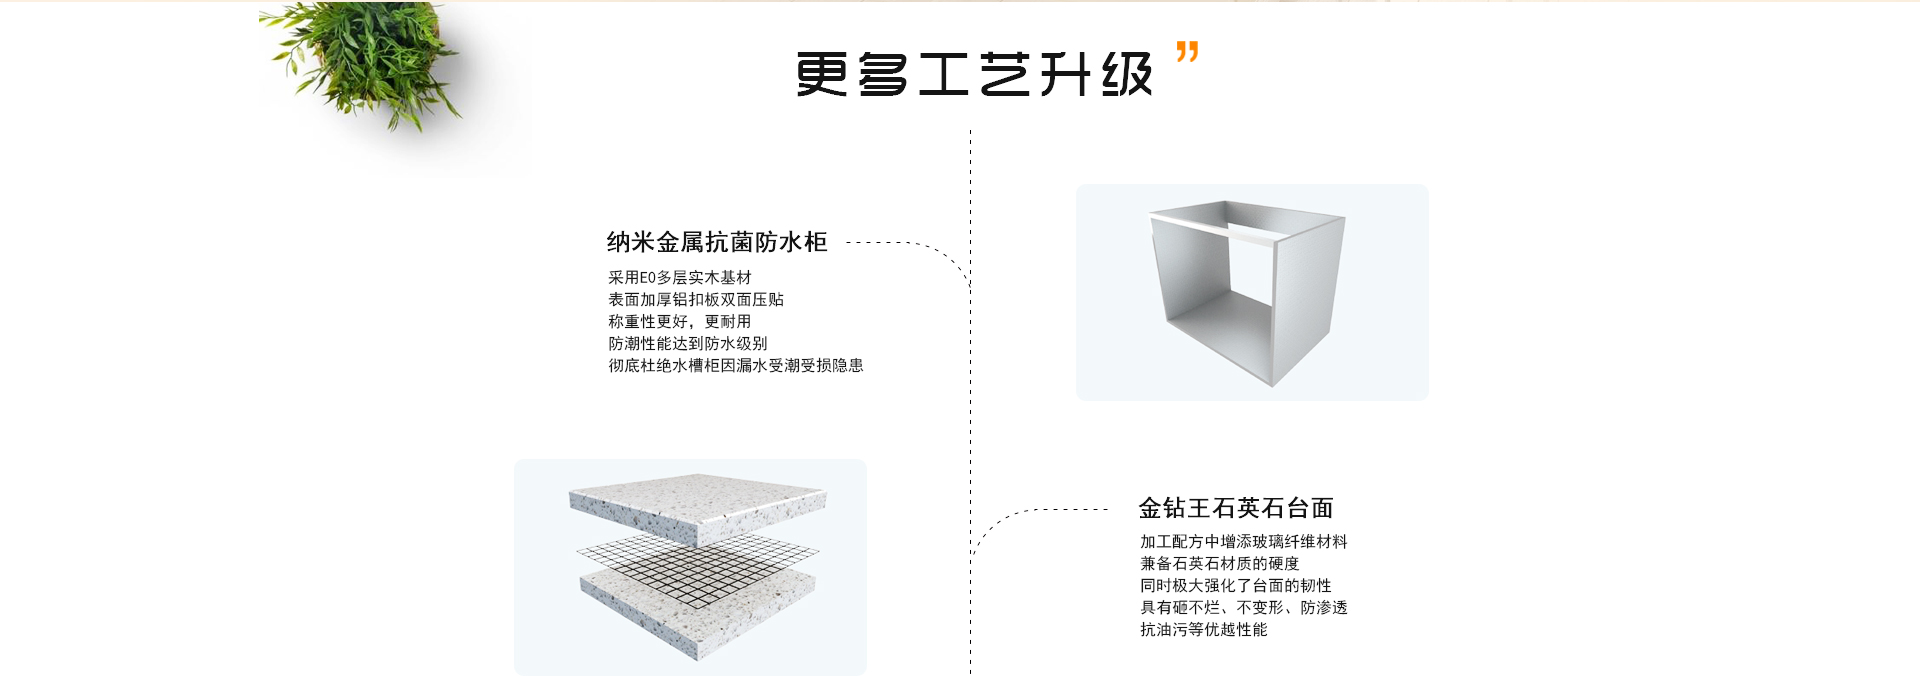 更多工艺升级”
纳米金属抗菌防水柜
采用E0多层实木基材
表面加厚铝扣板双面压贴
称重性更好，更耐用
防潮性能达到防水级别
彻底杜绝水槽柜因漏水受潮受损隐患
金钻王石英石台面
加工配方中增添玻璃纤维材料
兼备石英石材质的硬度
同时极大强化了台面的韧性
具有砸不烂、不变形、防渗透
抗油污等优越性能